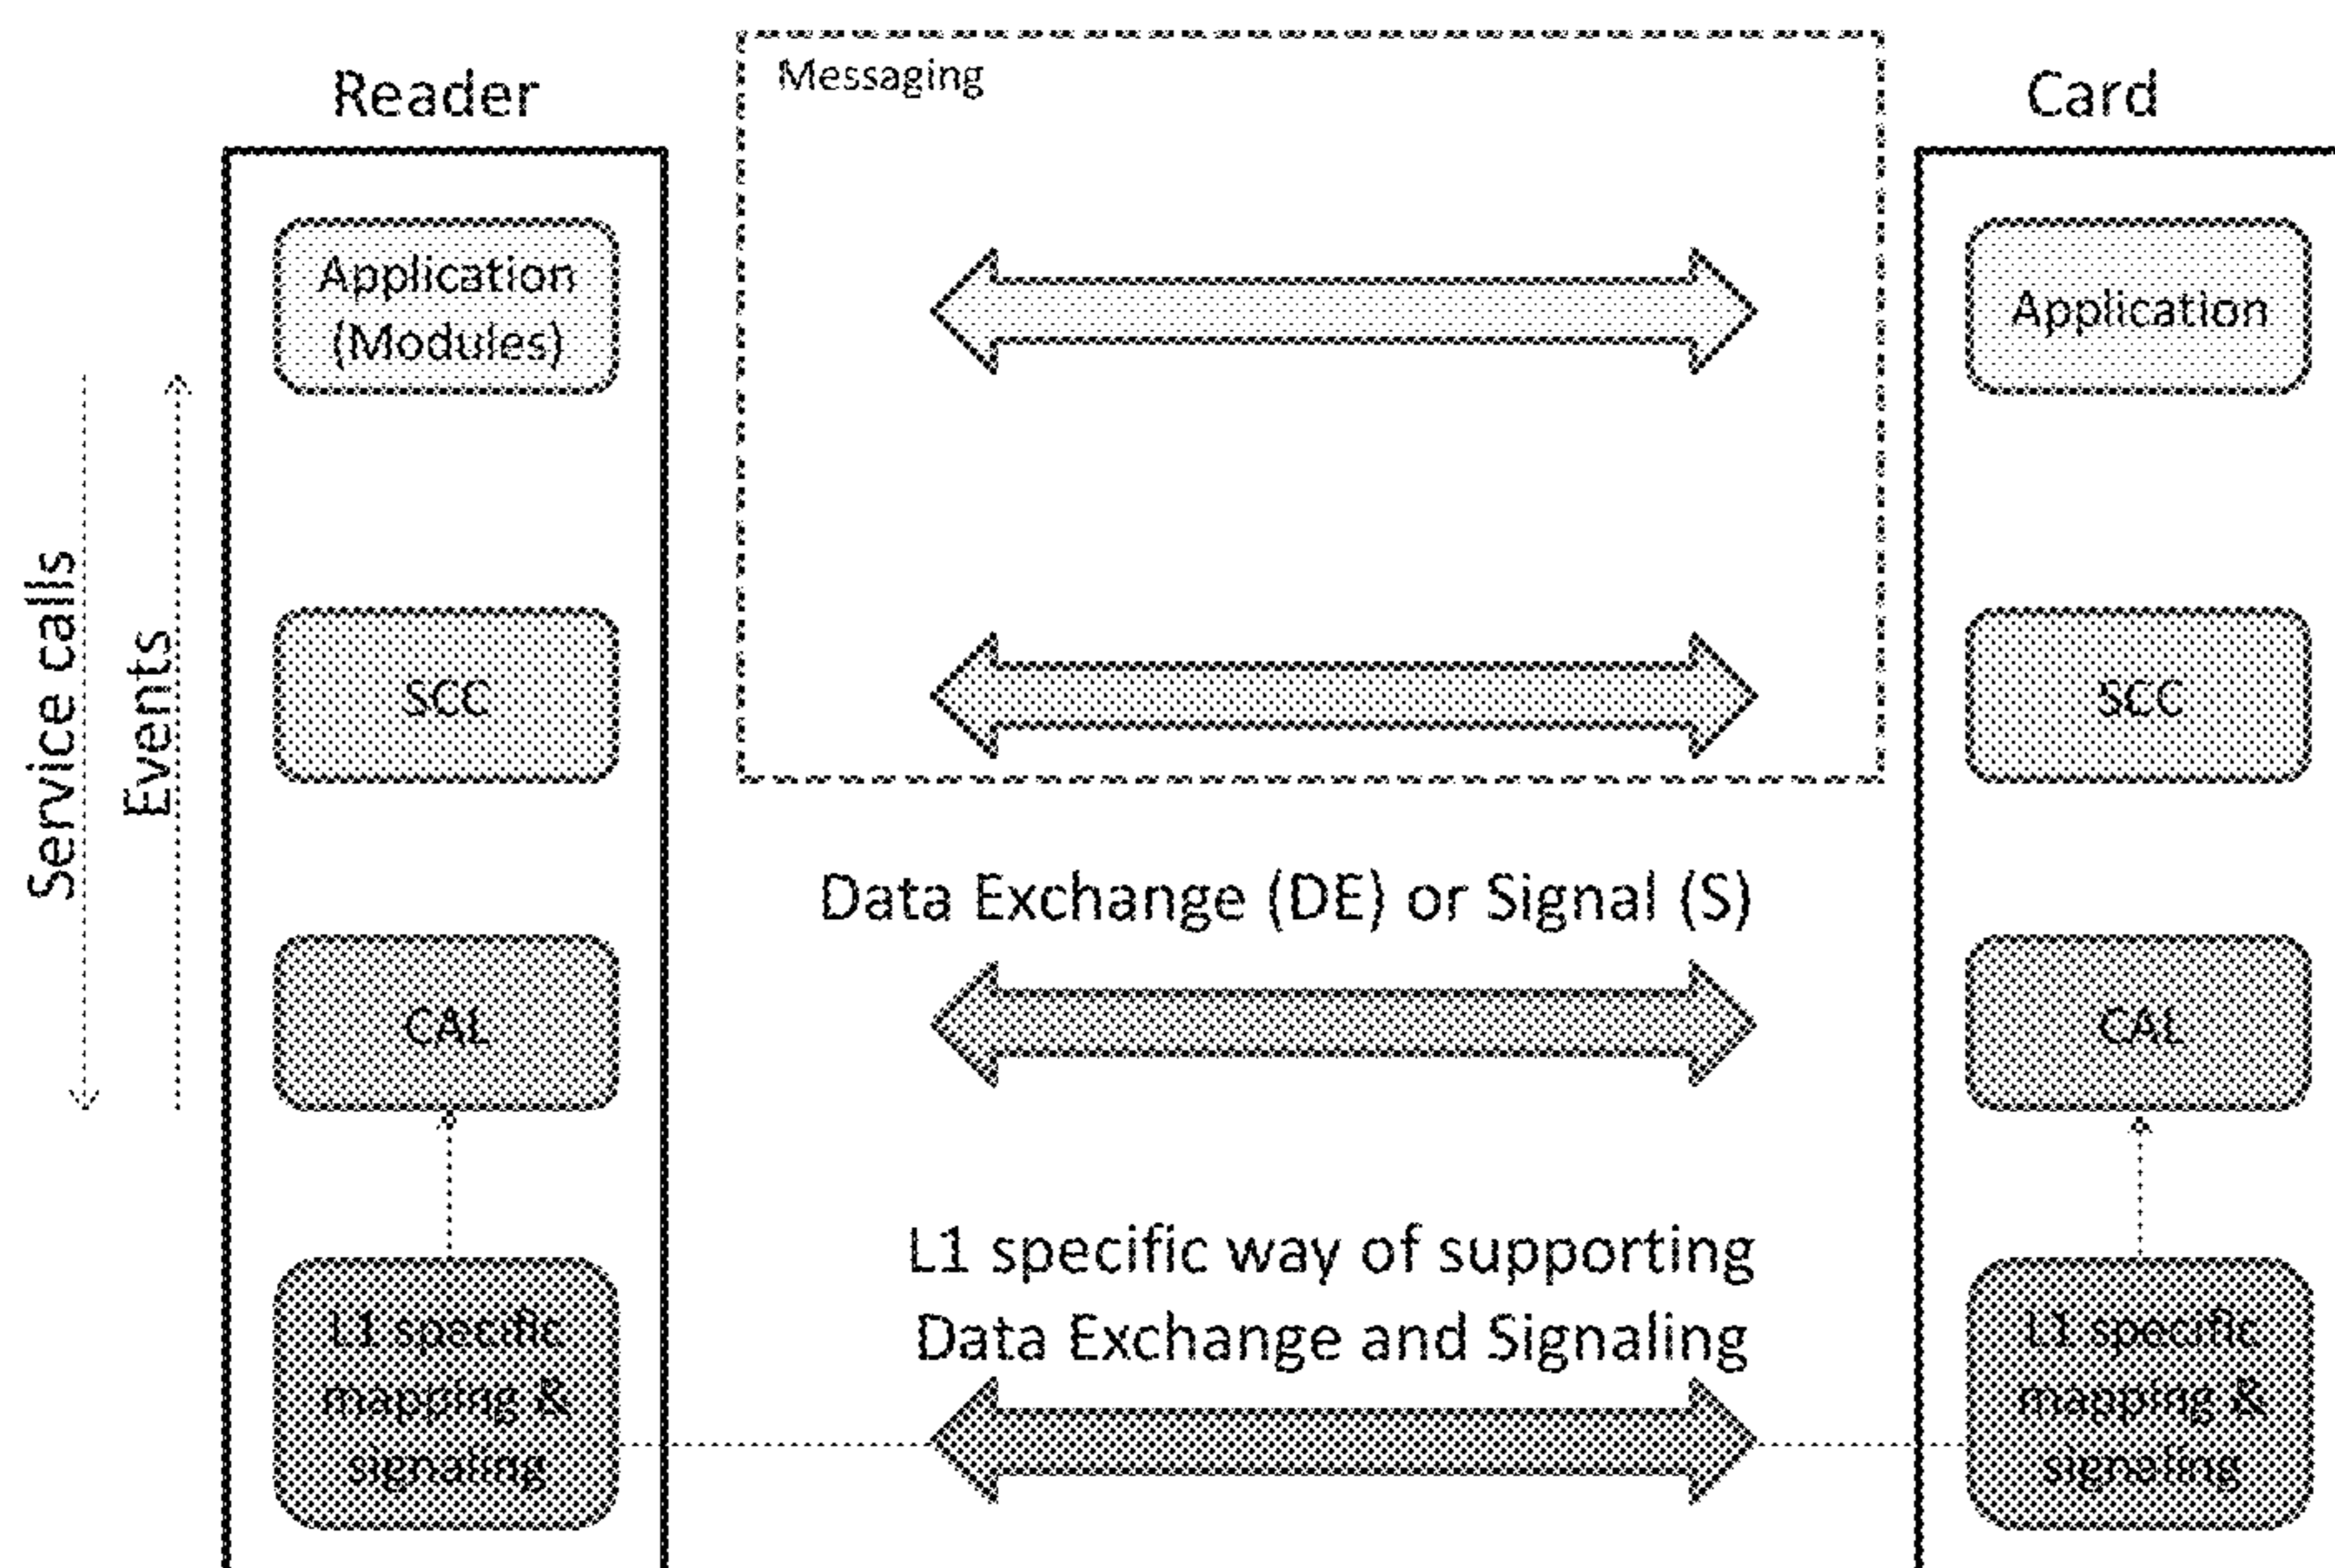 Reader
Messaging
Card
Application
(Modules)
Application
Service calls
Events
SCC
SCC
Data Exchange (DE) or Signal (S)
CAL
CAL
L1 specific way of supporting
Data Exchange and Signaling
L1 specific
mapping &
signaling
L1 specific
mapping &
signaling